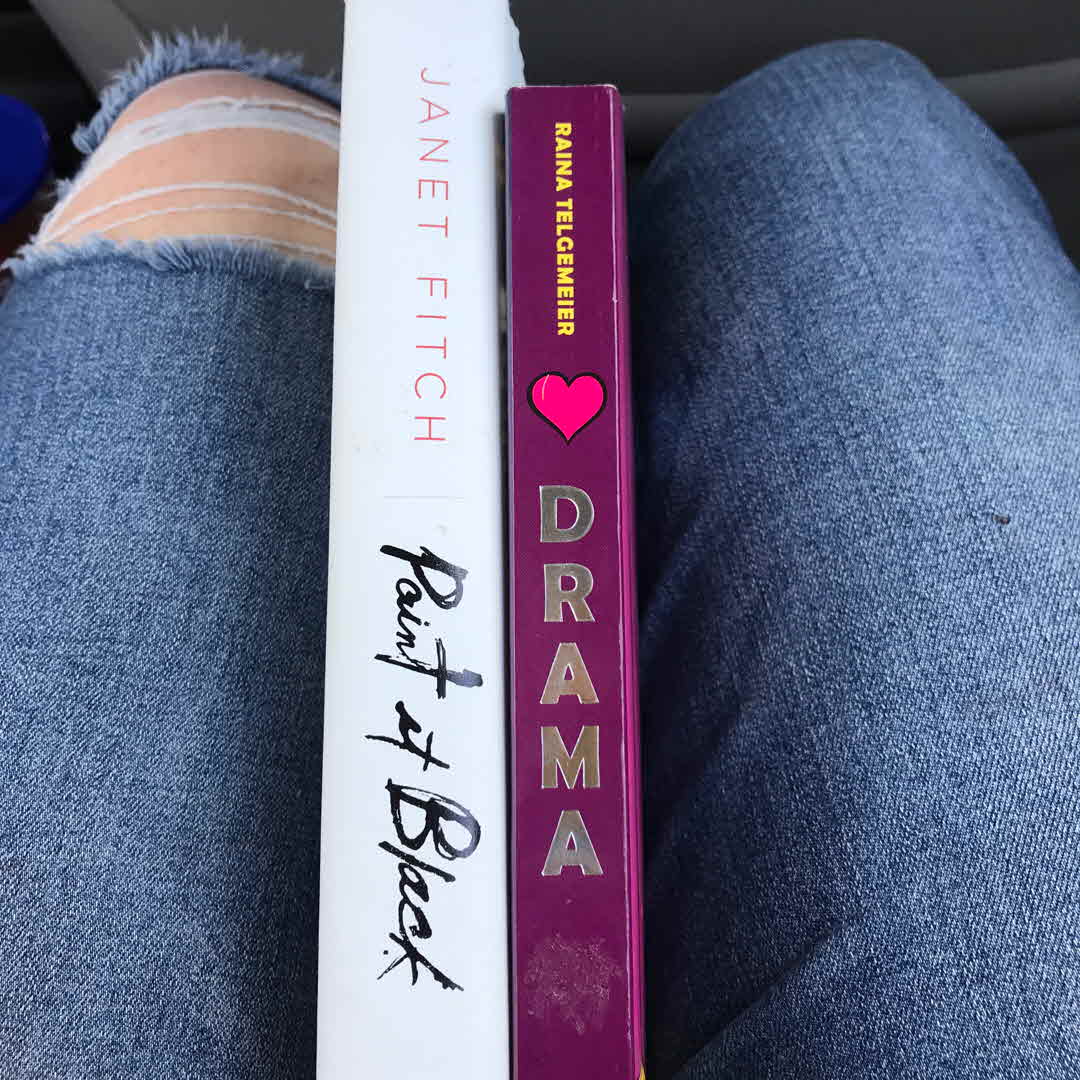 JANET FITCH
Paint it Black
RAINA TELGEMEIER
DRAMA